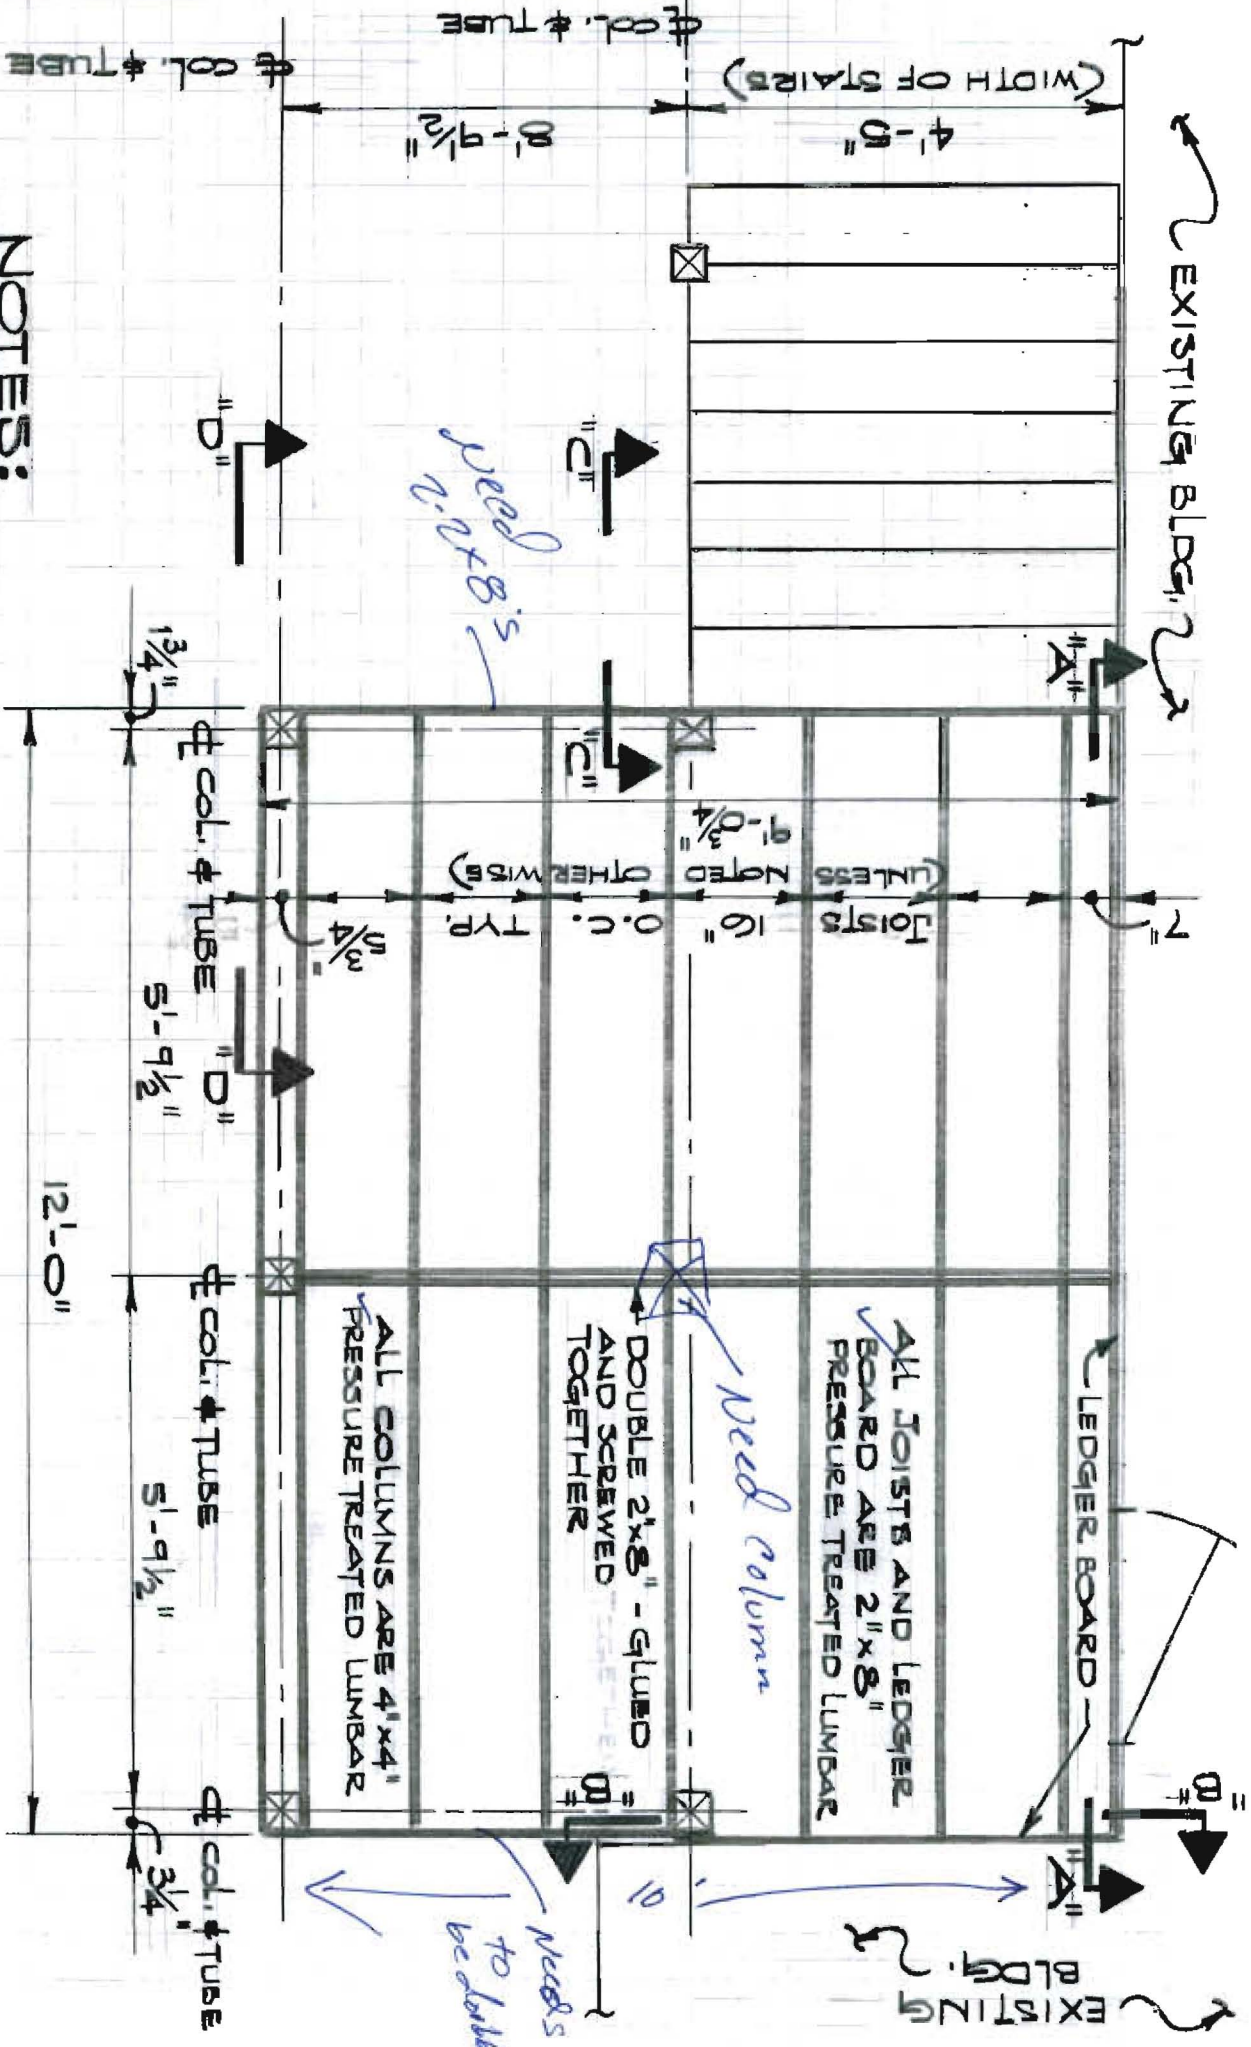 EXISTING BLDG.
EXISTING
BLDG.
(WIDTH OF STAIRS)
4'-5"
8'-9½"
℄ COL. & TUBE
℄ COL. & TUBE
"A"
"A"
"B"
"B"
"C"
"C"
"D"
"D"
Need
2-2x8's
7"
JOISTS 16" O.C. TYP.
(UNLESS NOTED OTHERWISE)
9'-0¾"
5¾"
LEDGER BOARD
ALL JOISTS AND LEDGER
BOARD ARE 2"x8"
PRESSURE TREATED LUMBAR
Need Column
DOUBLE 2"x8" - GLUED
AND SCREWED
TOGETHER
ALL COLUMNS ARE 4"x4"
PRESSURE TREATED LUMBAR
10'
Needs
to
be double
1¾"
℄ COL. & TUBE
5'-9½"
℄ COL. & TUBE
5'-9½"
℄ COL. & TUBE
3¼"
12'-0"
NOTES: